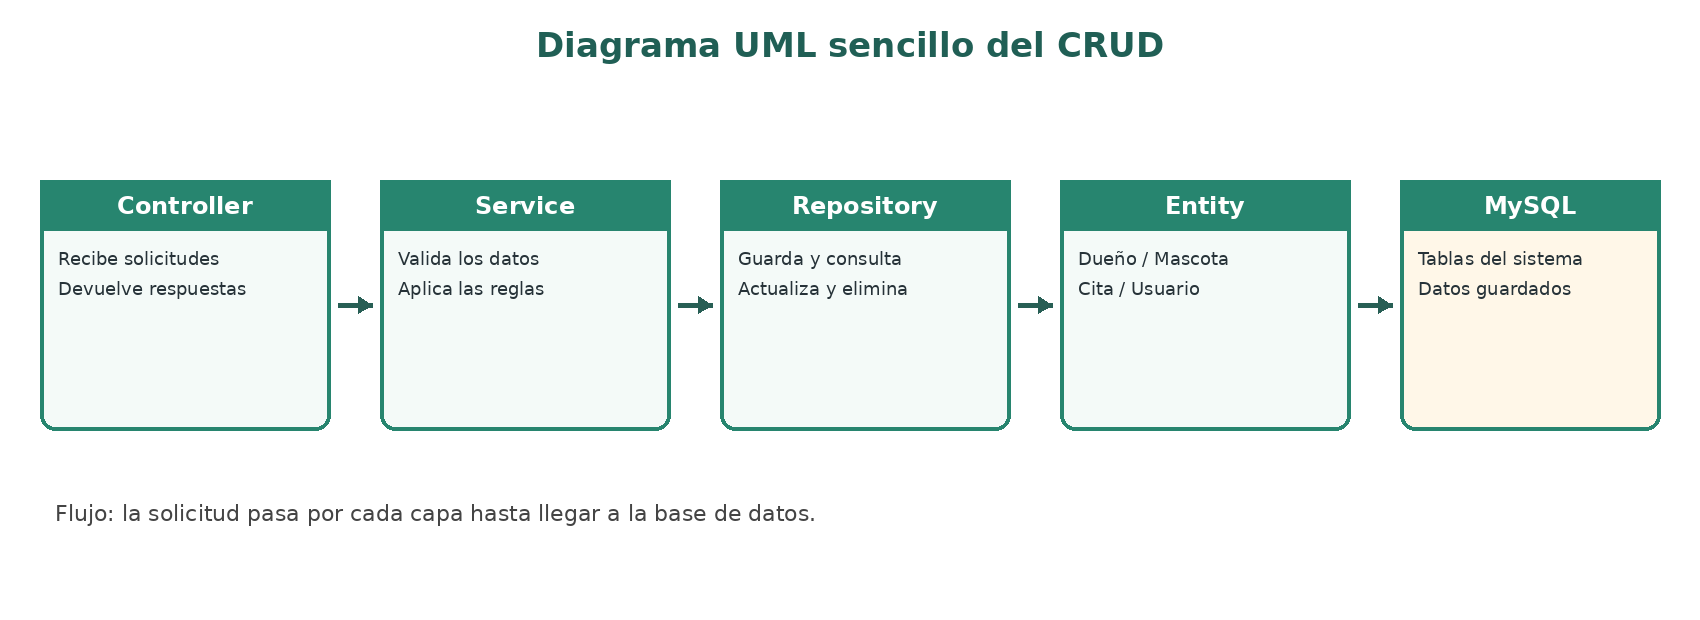 Diagrama UML sencillo del CRUD
Controller
Recibe solicitudes
Devuelve respuestas
Service
Valida los datos
Aplica las reglas
Repository
Guarda y consulta
Actualiza y elimina
Entity
Dueño / Mascota
Cita / Usuario
MySQL
Tablas del sistema
Datos guardados
Flujo: la solicitud pasa por cada capa hasta llegar a la base de datos.